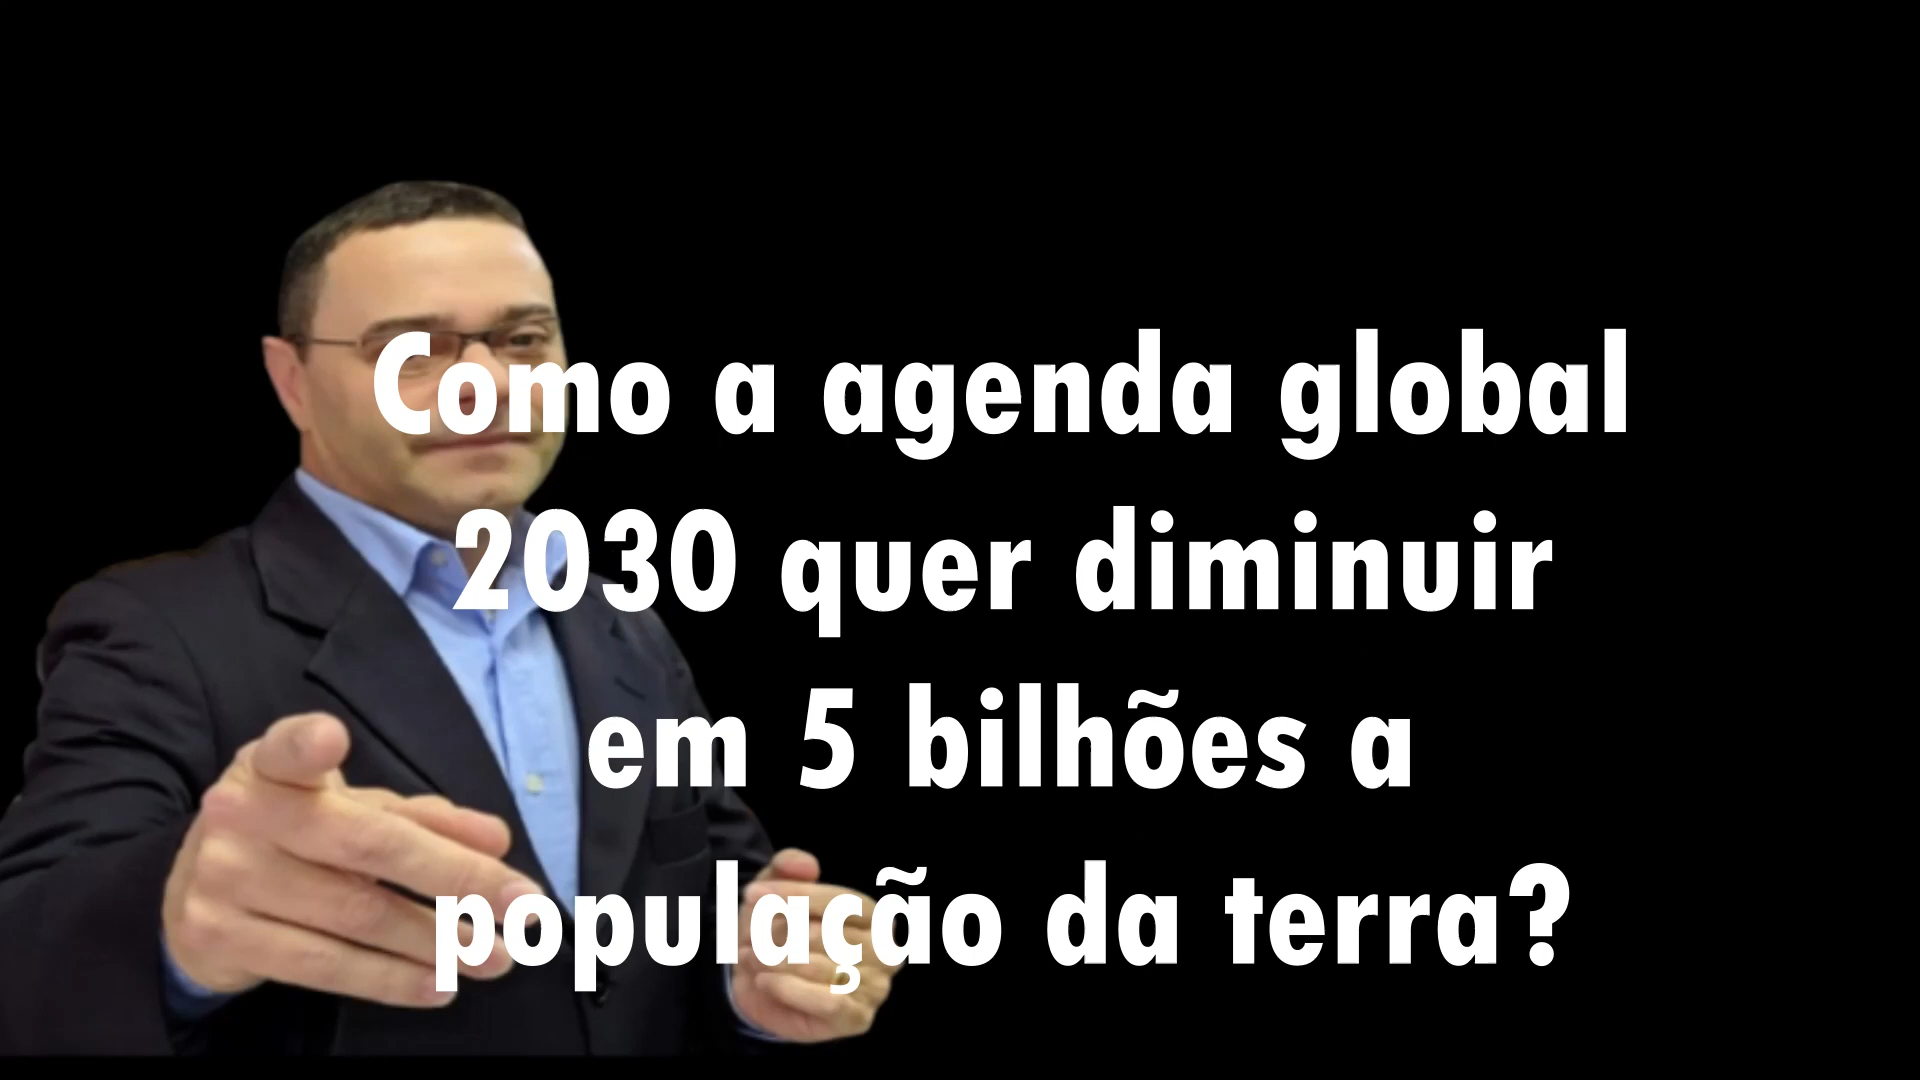 Como a agenda global
2030 quer diminuir
em 5 bilhões a
população da terra?